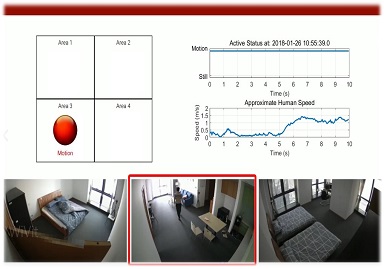 Area 1
Area 2
Area 3
Area 4
Motion
Active Status at: 2018-01-26 10:55:39.0
Motion
Still
0 1 2 3 4 5 6 7 8 9 10
Time (s)
Approximate Human Speed
Speed (m/s)
2
1.5
1
0.5
0
0 1 2 3 4 5 6 7 8 9 10
Time (s)